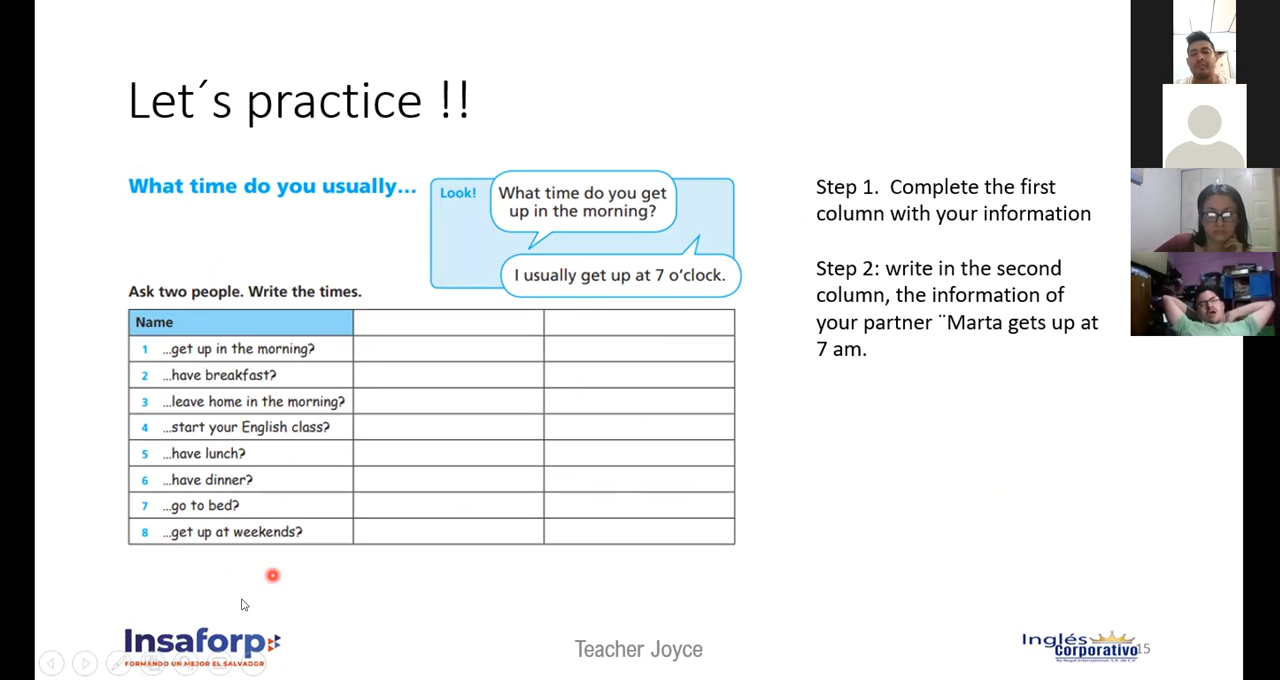 Let´s practice !!
What time do you usually...
Look!
What time do you get
up in the morning?
I usually get up at 7 o'clock.
Ask two people. Write the times.
Name
1 ...get up in the morning?
2 ...have breakfast?
3 ...leave home in the morning?
4 ...start your English class?
5 ...have lunch?
6 ...have dinner?
7 ...go to bed?
8 ...get up at weekends?
Step 1. Complete the first
column with your information
Step 2: write in the second
column, the information of
your partner ¨Marta gets up at
7 am.
Insaforp
FORMANDO UN MEJOR EL SALVADOR
Teacher Joyce
Inglés
Corporativo
15